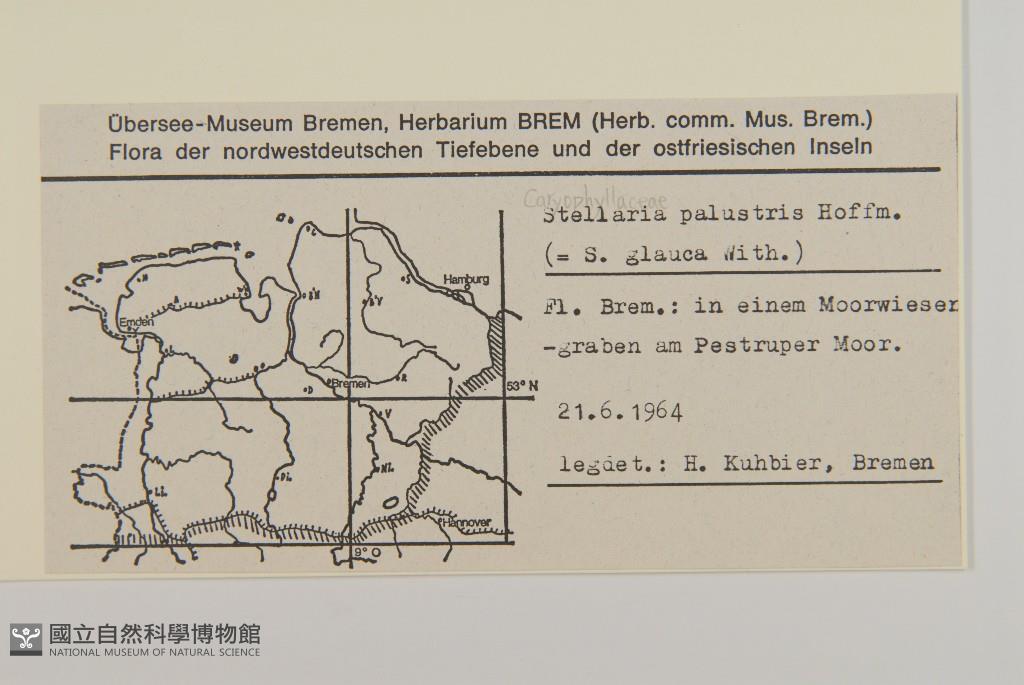 Übersee-Museum Bremen, Herbarium BREM (Herb. comm. Mus. Brem.)
Flora der nordwestdeutschen Tiefebene und der ostfriesischen Inseln
Caryophyllaceae
Stellaria palustris Hoffm.
(= S. glauca With.)
Fl. Brem.: in einem Moorwiesen
-graben am Pestruper Moor.
21.6.1964
legdet.: H. Kuhbier, Bremen
Hamburg
Emden
Bremen
53° N
Hannover
9° O
C
N
A
S
B'H
B'V
L
O
D
R
V
NI.
DI.
LI.
國立自然科學博物館
NATIONAL MUSEUM OF NATURAL SCIENCE